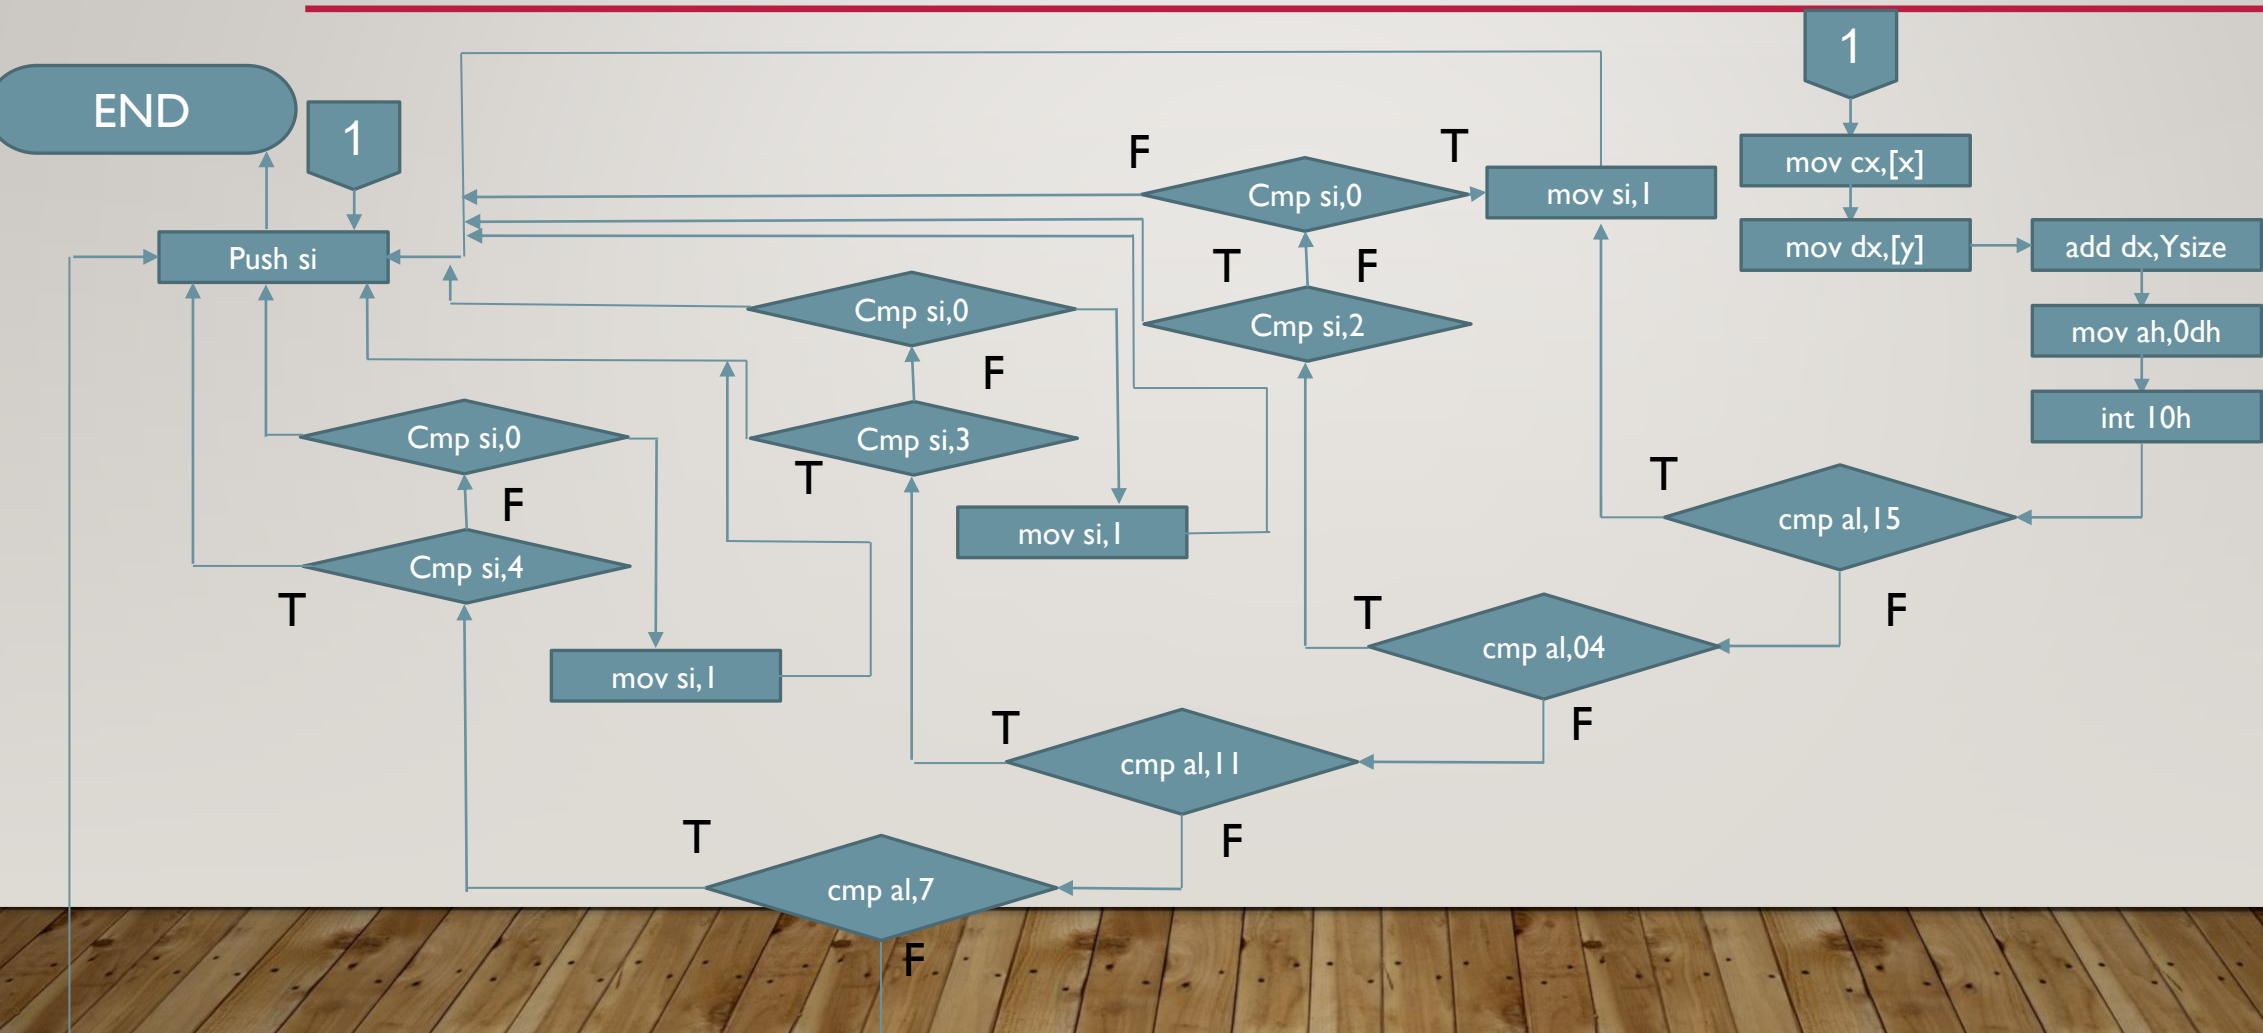 1
END
1
F
T
mov cx,[x]
Cmp si,0
mov si,1
Push si
T
F
mov dx,[y]
add dx,Ysize
Cmp si,0
Cmp si,2
mov ah,0dh
F
int 10h
Cmp si,0
Cmp si,3
T
T
F
mov si,1
cmp al,15
Cmp si,4
T
T
F
mov si,1
cmp al,04
T
F
cmp al,11
T
F
cmp al,7
F